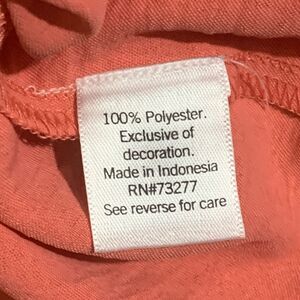 100% Polyester.
Exclusive of
decoration.
Made in Indonesia
RN#73277
See reverse for care